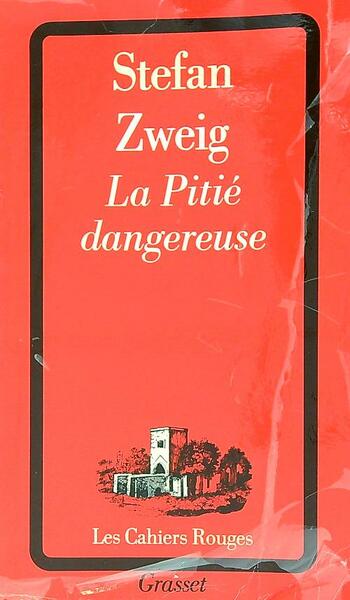 Stefan
Zweig
La Pitié
dangereuse
Les Cahiers Rouges
Grasset